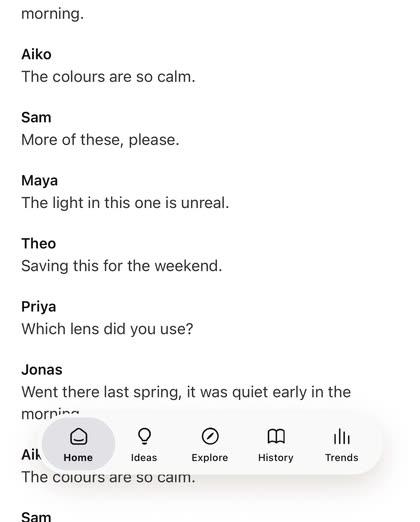 morning.
Aiko
The colours are so calm.
Sam
More of these, please.
Maya
The light in this one is unreal.
Theo
Saving this for the weekend.
Priya
Which lens did you use?
Jonas
Went there last spring, it was quiet early in the
morning
Home
Ideas
Explore
History
Trends
The colours are so calm.
Sam